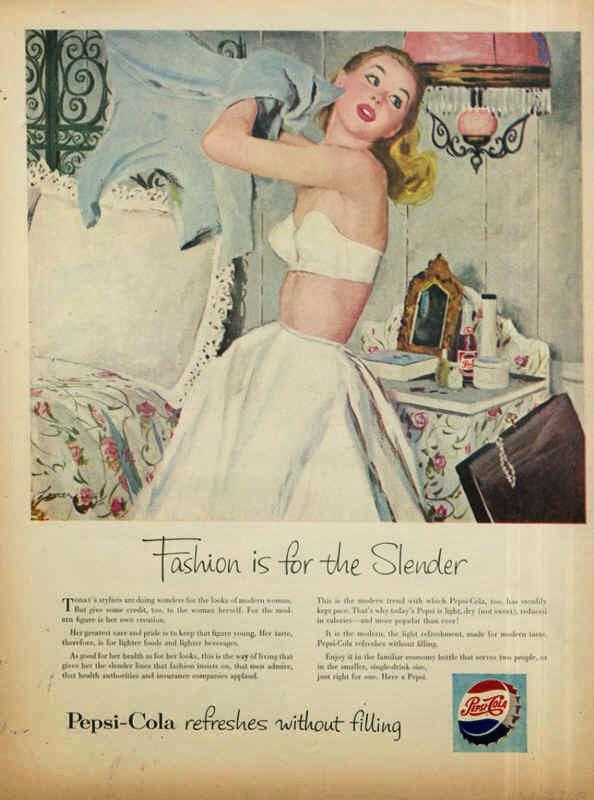 Fashion is for the Slender
TODAY'S stylists are doing wonders for the looks of modern woman.
But give some credit, too, to the woman herself. For the mod-
ern figure is her own creation.
Her greatest care and pride is to keep that figure young. Her taste,
therefore, is for lighter foods and lighter beverages.
As good for her health as for her looks, this is the way of living that
gives her the slender lines that fashion insists on, that men admire,
that health authorities and insurance companies applaud.
This is the modern trend with which Pepsi-Cola, too, has steadily
kept pace. That's why today's Pepsi is light, dry (not sweet), reduced
in calories—and more popular than ever!
It is the modern, the light refreshment, made for modern taste.
Pepsi-Cola refreshes without filling.
Enjoy it in the familiar economy bottle that serves two people, or
in the smaller, single-drink size,
just right for one. Have a Pepsi.
Pepsi-Cola refreshes without filling
PEPSI-COLA